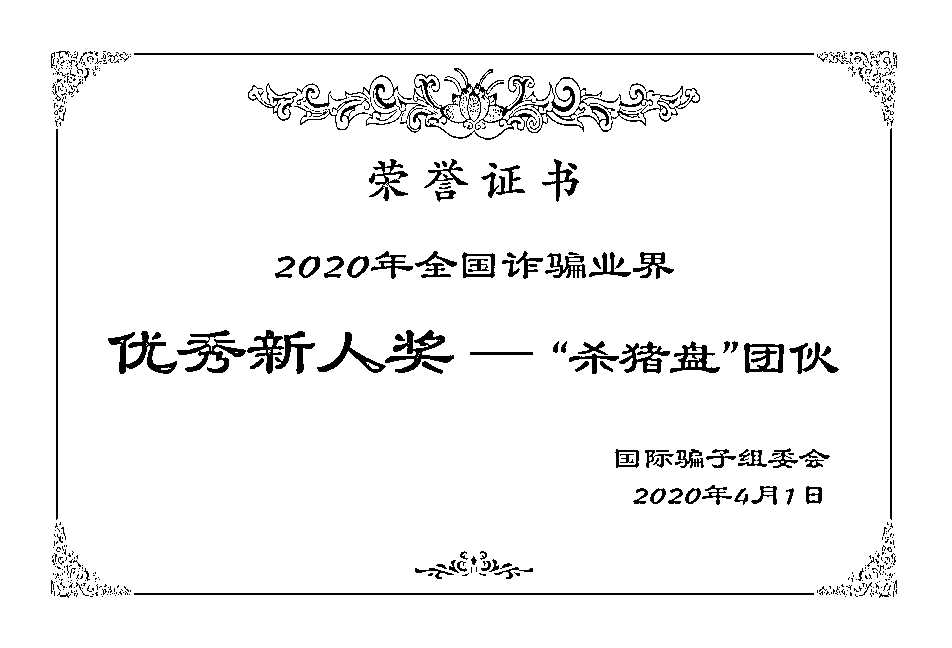 荣誉证书
2020年全国诈骗业界
优秀新人奖 — “杀猪盘”团伙
国际骗子组委会
2020年4月1日